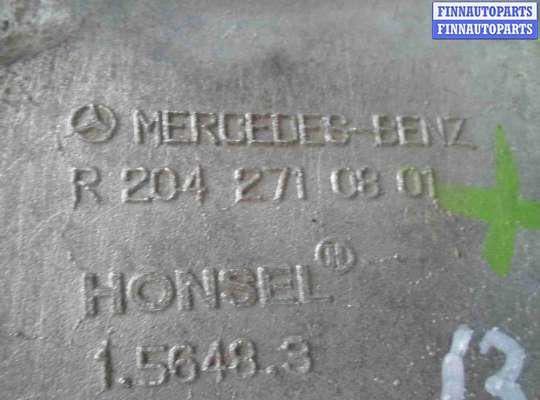 FINNAUTOPARTS
FINNAUTOPARTS
MERCEDES-BENZ
R 204 271 08 01
HONSEL
1.5648.3
13